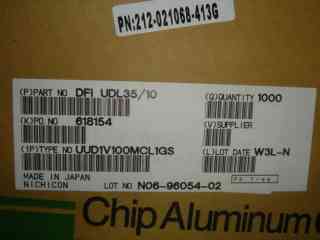 PN:212-021068-413G
(P)PART NO DFI UDL35/10 (Q)QUANTITY 1000
(K)PO.NO 618154 (V)SUPPLIER
(1P)TYPE NO UUD1V100MCL1GS (L)LOT DATE W3L-N
MADE IN JAPAN
NICHICON LOT NO N06-96054-02
Chip Aluminum